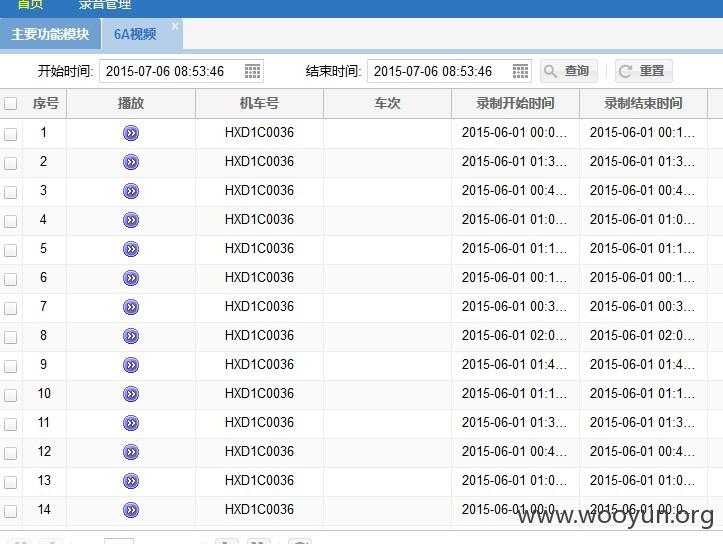 首页 录音管理
主要功能模块 6A视频 ×
开始时间: 2015-07-06 08:53:46 结束时间: 2015-07-06 08:53:46 查询 重置
序号 播放 机车号 车次 录制开始时间 录制结束时间
1 HXD1C0036 2015-06-01 00:0... 2015-06-01 00:1...
2 HXD1C0036 2015-06-01 01:3... 2015-06-01 01:3...
3 HXD1C0036 2015-06-01 00:4... 2015-06-01 00:4...
4 HXD1C0036 2015-06-01 01:0... 2015-06-01 01:0...
5 HXD1C0036 2015-06-01 01:1... 2015-06-01 01:1...
6 HXD1C0036 2015-06-01 00:1... 2015-06-01 00:1...
7 HXD1C0036 2015-06-01 00:3... 2015-06-01 00:3...
8 HXD1C0036 2015-06-01 02:0... 2015-06-01 02:0...
9 HXD1C0036 2015-06-01 01:4... 2015-06-01 01:4...
10 HXD1C0036 2015-06-01 01:1... 2015-06-01 01:1...
11 HXD1C0036 2015-06-01 01:3... 2015-06-01 01:3...
12 HXD1C0036 2015-06-01 00:4... 2015-06-01 00:4...
13 HXD1C0036 2015-06-01 01:0... 2015-06-01 01:0...
14 HXD1C0036 2015-06-01 00:0... 2015-06-01 00:0...
www.wooyun.org